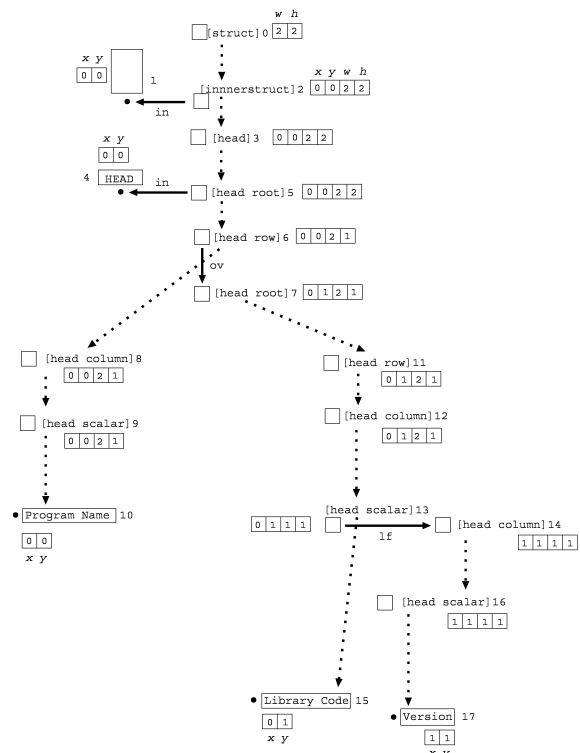 w h
[struct]0 2 2
x y
0 0
1
[innnerstruct]2 0 0 2 2
in
[head]3 0 0 2 2
x y
0 0
4 HEAD
in
[head root]5 0 0 2 2
x y w h
[head row]6 0 0 2 1
ov
[head root]7 0 1 2 1
[head column]8
0 0 2 1
[head row]11
0 1 2 1
[head scalar]9
0 0 2 1
[head column]12
0 1 2 1
Program Name 10
0 0
x y
[head scalar]13
0 1 1 1
lf
[head column]14
1 1 1 1
[head scalar]16
1 1 1 1
Library Code 15
0 1
x y
Version 17
1 1
x y